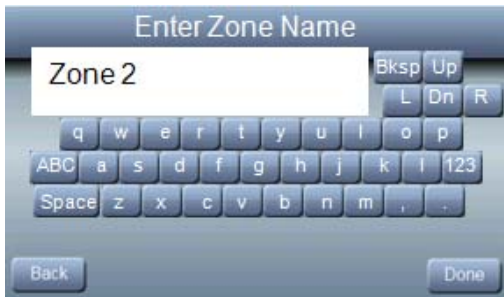 Enter Zone Name
Zone 2
Bksp Up
L Dn R
q w e r t y u I o p
ABC a s d f g h j k l 123
Space z x c v b n m , .
Back Done